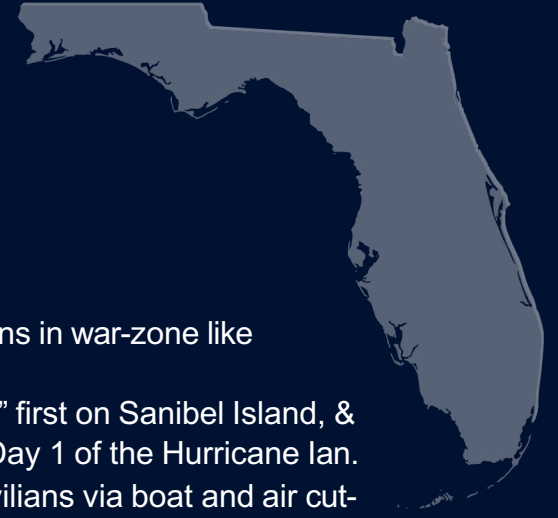 ns in war-zone like
” first on Sanibel Island, &
Day 1 of the Hurricane Ian.
vilians via boat and air cut-